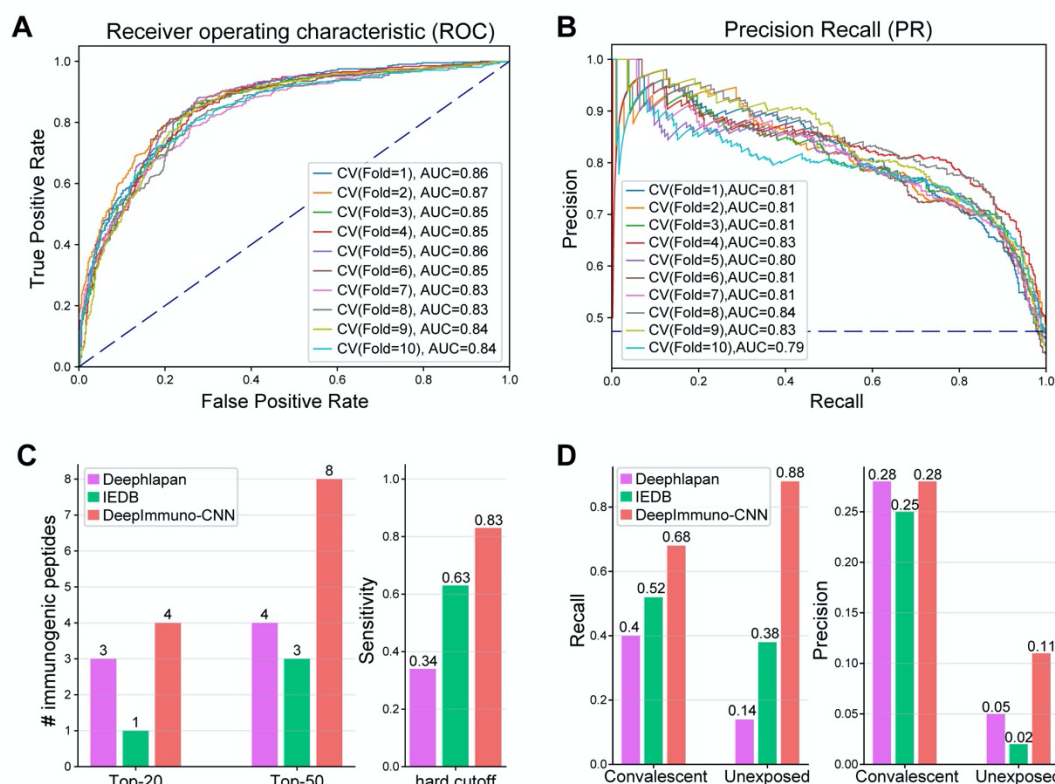 A
Receiver operating characteristic (ROC)
True Positive Rate
1.0
0.8
0.6
0.4
0.2
0.0
CV(Fold=1), AUC=0.86
CV(Fold=2), AUC=0.87
CV(Fold=3), AUC=0.85
CV(Fold=4), AUC=0.85
CV(Fold=5), AUC=0.86
CV(Fold=6), AUC=0.85
CV(Fold=7), AUC=0.83
CV(Fold=8), AUC=0.83
CV(Fold=9), AUC=0.84
CV(Fold=10), AUC=0.84
0.0 0.2 0.4 0.6 0.8 1.0
False Positive Rate
B
Precision Recall (PR)
Precision
1.0
0.9
0.8
0.7
0.6
0.5
CV(Fold=1),AUC=0.81
CV(Fold=2),AUC=0.81
CV(Fold=3),AUC=0.81
CV(Fold=4),AUC=0.83
CV(Fold=5),AUC=0.80
CV(Fold=6),AUC=0.81
CV(Fold=7),AUC=0.81
CV(Fold=8),AUC=0.84
CV(Fold=9),AUC=0.83
CV(Fold=10),AUC=0.79
0.0 0.2 0.4 0.6 0.8 1.0
Recall
C
# immunogenic peptides
8
7
6
5
4
3
2
1
0
Deephlapan
IEDB
DeepImmuno-CNN
3 1 4 4 3 8
Top-20 Top-50
Sensitivity
1.0
0.8
0.6
0.4
0.2
0.0
0.34 0.63 0.83
hard cutoff
D
Recall
0.8
0.6
0.4
0.2
0.0
Deephlapan
IEDB
DeepImmuno-CNN
0.4 0.52 0.68 0.14 0.38 0.88
Convalescent Unexposed
Precision
0.25
0.20
0.15
0.10
0.05
0.00
0.28 0.25 0.28 0.05 0.02 0.11
Convalescent Unexposed